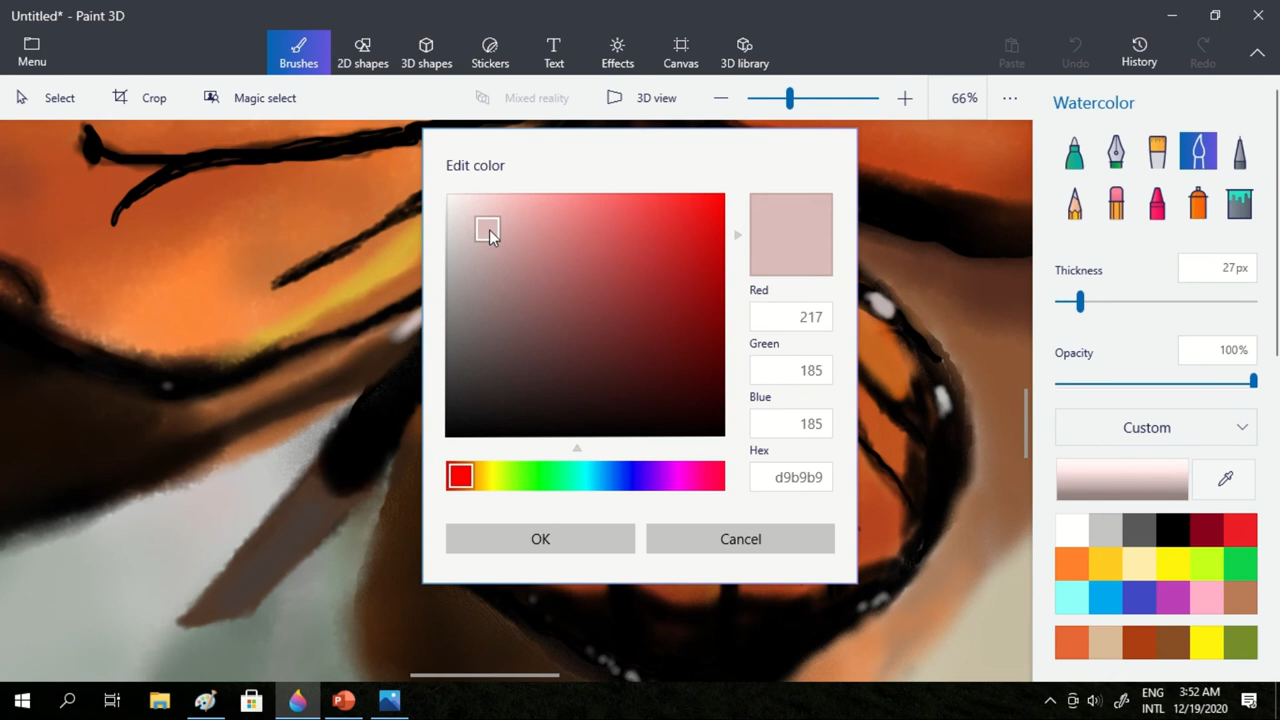 Untitled* - Paint 3D
Menu
Brushes
2D shapes
3D shapes
Stickers
Text
Effects
Canvas
3D library
Paste
Undo
History
Redo
Select
Crop
Magic select
Mixed reality
3D view
66%
Watercolor
Thickness
27px
Opacity
100%
Custom
Edit color
Red
217
Green
185
Blue
185
Hex
d9b9b9
OK
Cancel
ENG
INTL
3:52 AM
12/19/2020